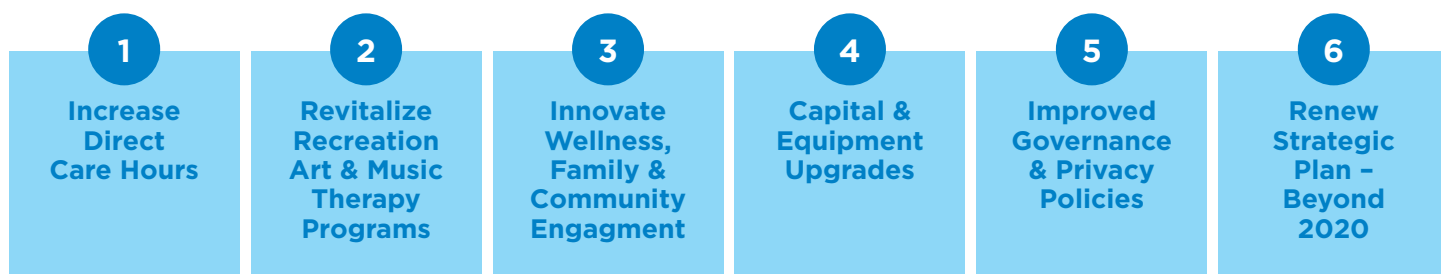 1
Increase
Direct
Care Hours
2
Revitalize
Recreation
Art & Music
Therapy
Programs
3
Innovate
Wellness,
Family &
Community
Engagment
4
Capital &
Equipment
Upgrades
5
Improved
Governance
& Privacy
Policies
6
Renew
Strategic
Plan –
Beyond
2020